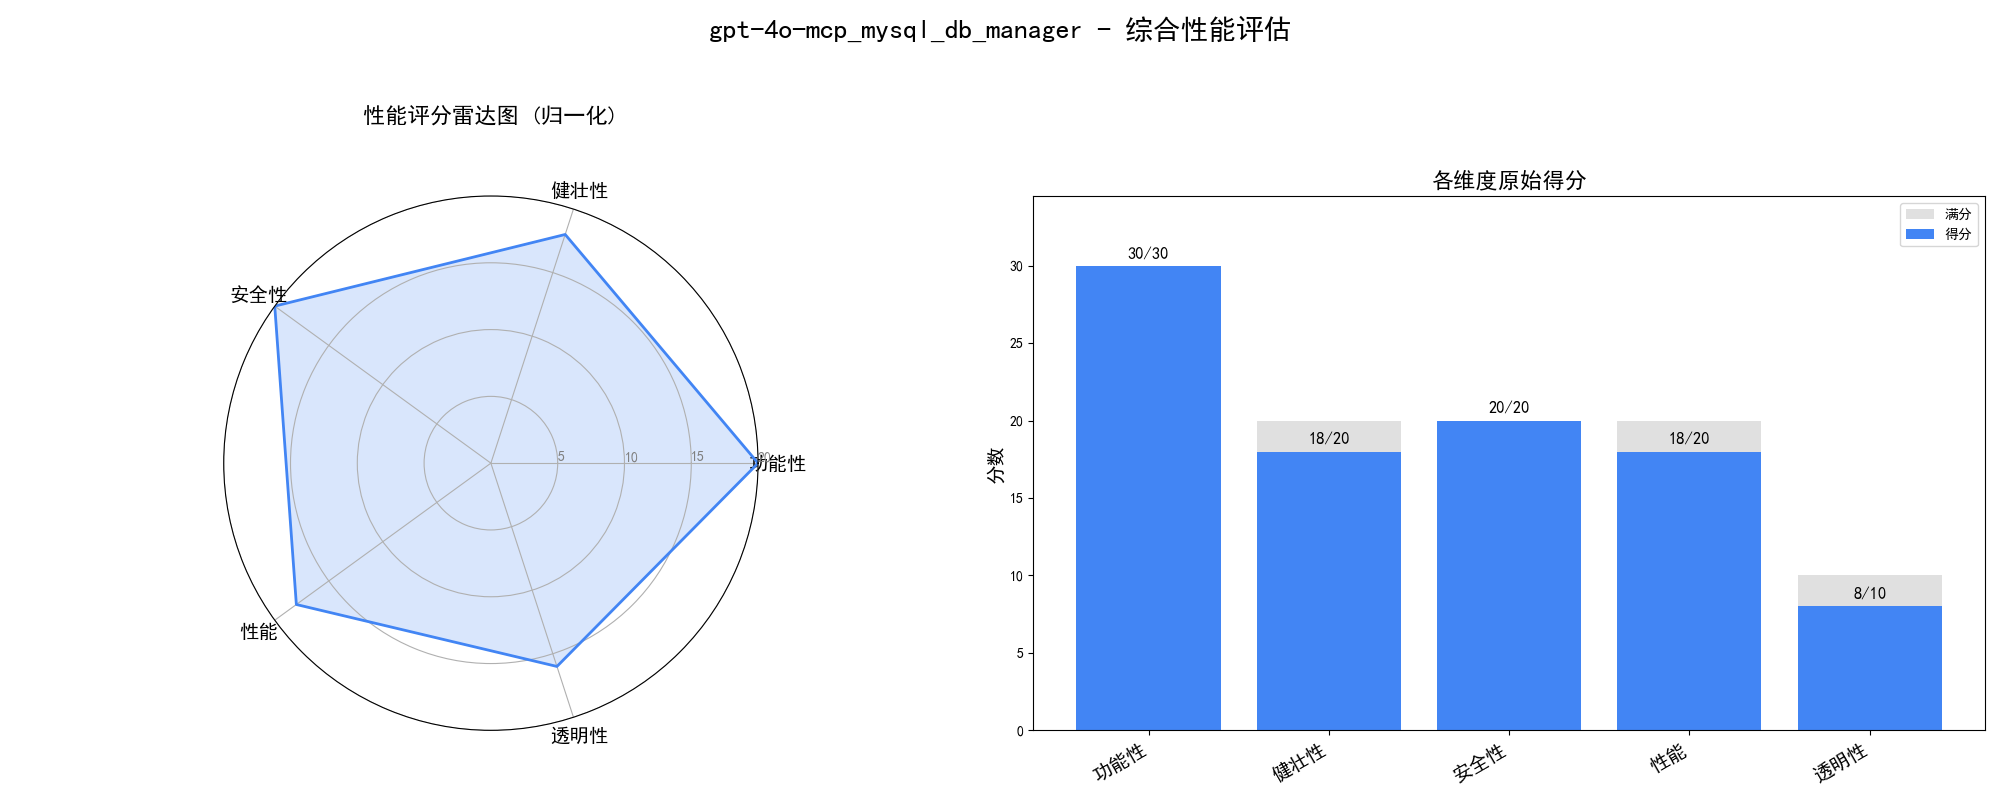 gpt-4o-mcp_mysql_db_manager - 综合性能评估
性能评分雷达图 (归一化)
健壮性
安全性
功能性
性能
透明性
5
10
15
20
各维度原始得分
满分
得分
分数
30
25
20
15
10
5
0
30/30
18/20
20/20
18/20
8/10
功能性
健壮性
安全性
性能
透明性